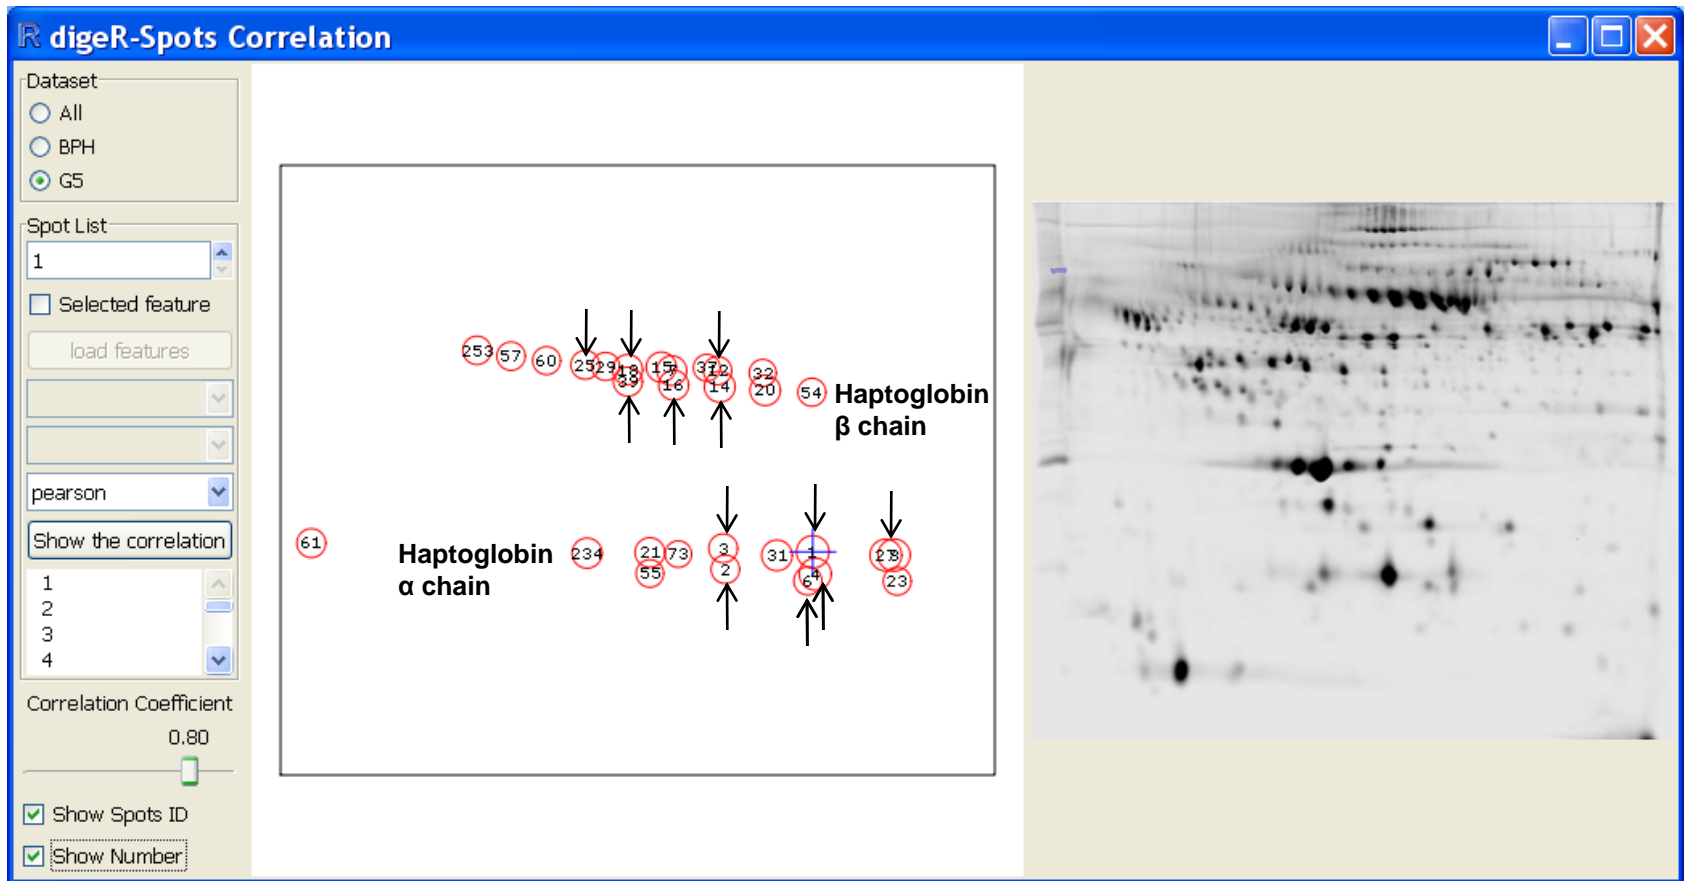 digeR-Spots Correlation
Dataset
All
BPH
G5
Spot List
1
Selected feature
load features
pearson
Show the correlation
1
2
3
4
Correlation Coefficient
0.80
Show Spots ID
Show Number
253
57
60
25
29
18
39
15
16
37
12
14
32
20
54
Haptoglobin
β chain
61
Haptoglobin
α chain
234
21
73
55
3
2
31
1
4
6
27
23